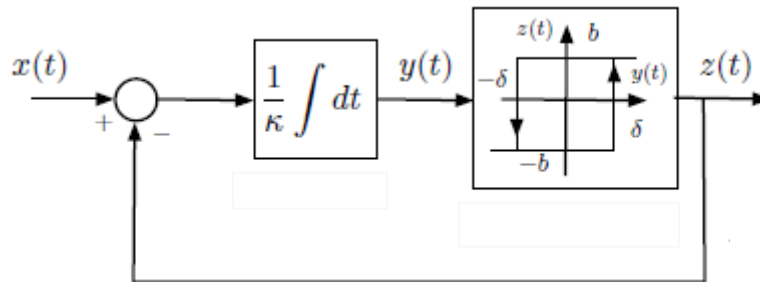 x(t)
+
−
1/κ ∫ dt
y(t)
z(t)
b
−δ
y(t)
δ
−b
z(t)